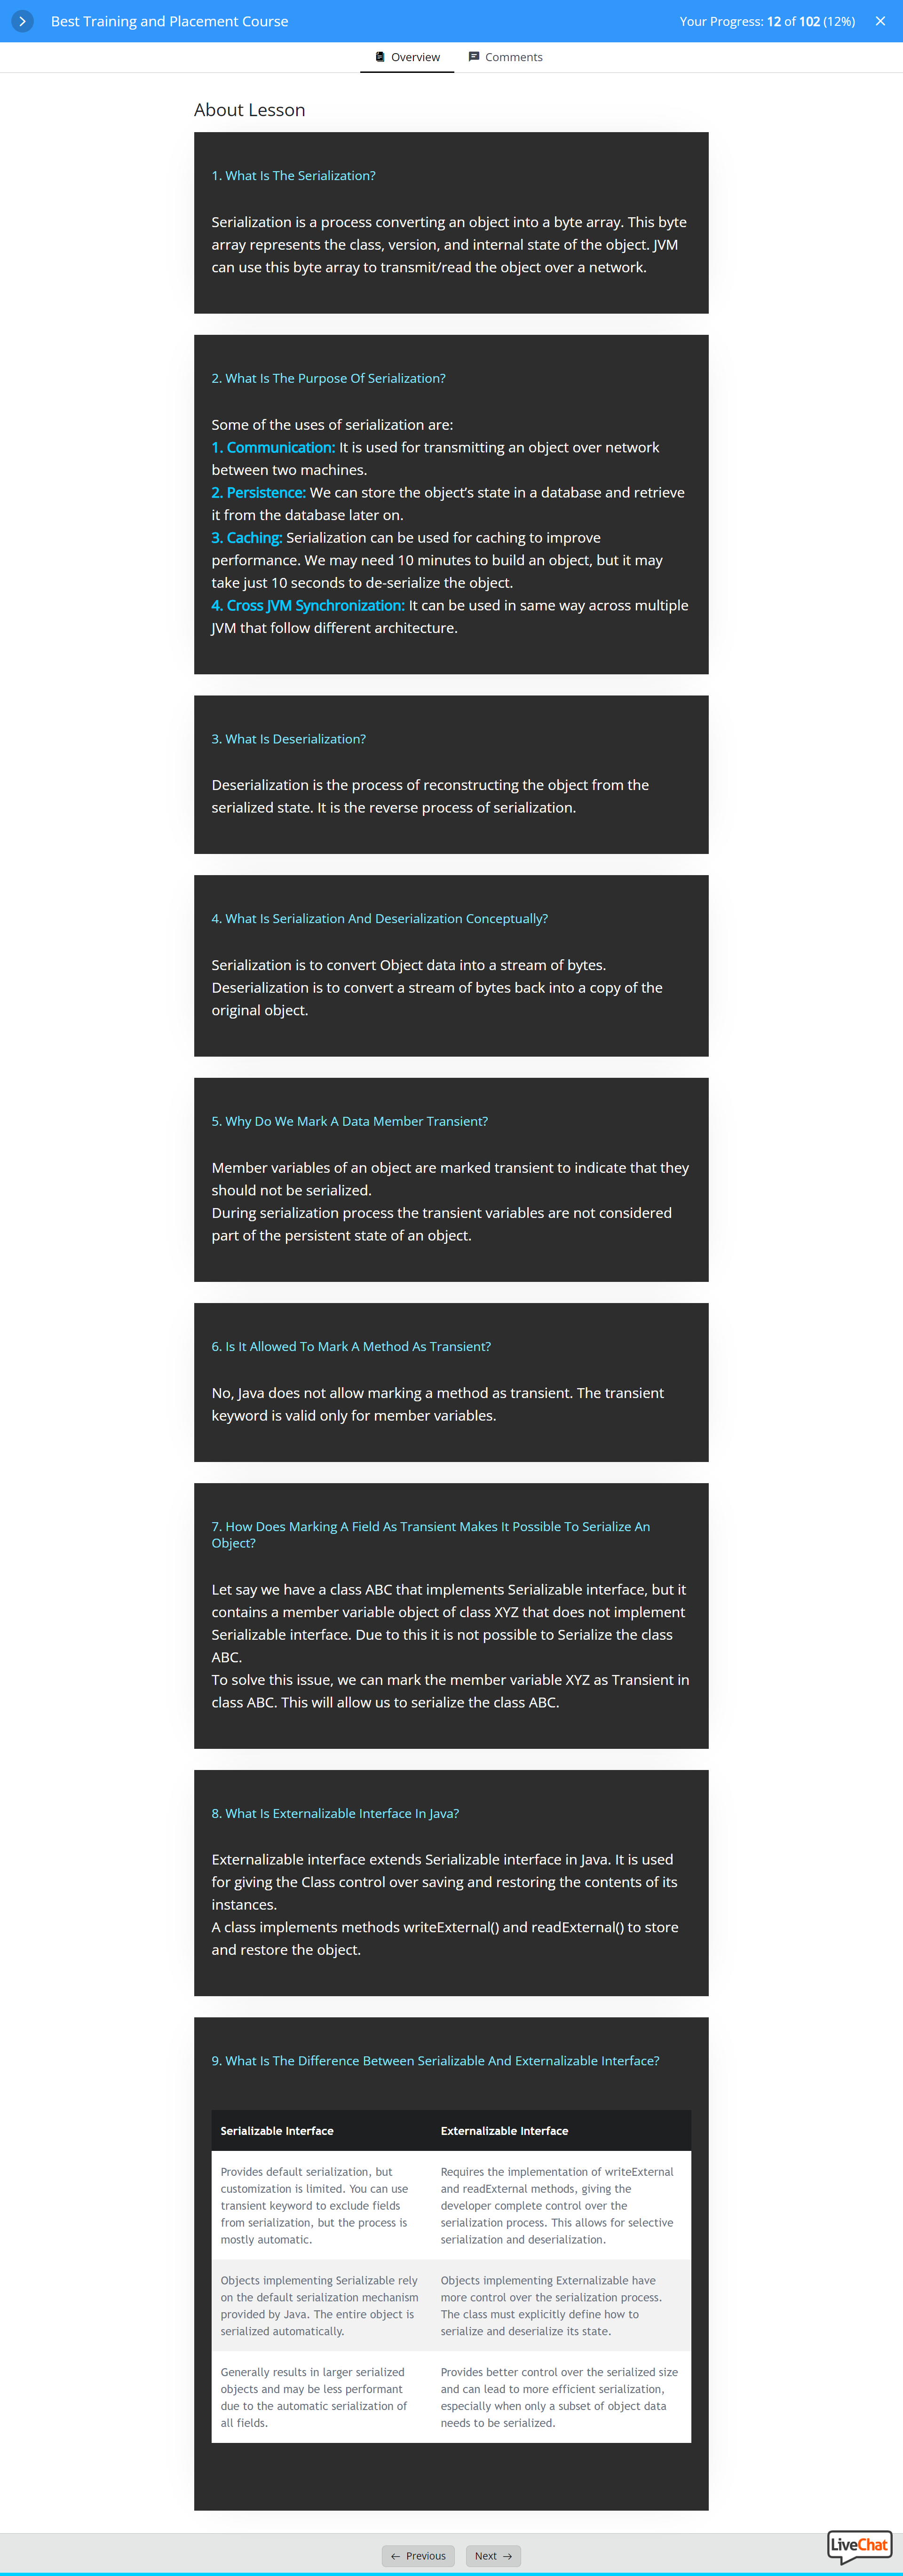 Best Training and Placement Course
Your Progress: 12 of 102 (12%)
Overview
Comments
About Lesson
1. What Is The Serialization?
Serialization is a process converting an object into a byte array. This byte
array represents the class, version, and internal state of the object. JVM
can use this byte array to transmit/read the object over a network.
2. What Is The Purpose Of Serialization?
Some of the uses of serialization are:
1. Communication: It is used for transmitting an object over network
between two machines.
2. Persistence: We can store the object’s state in a database and retrieve
it from the database later on.
3. Caching: Serialization can be used for caching to improve
performance. We may need 10 minutes to build an object, but it may
take just 10 seconds to de-serialize the object.
4. Cross JVM Synchronization: It can be used in same way across multiple
JVM that follow different architecture.
3. What Is Deserialization?
Deserialization is the process of reconstructing the object from the
serialized state. It is the reverse process of serialization.
4. What Is Serialization And Deserialization Conceptually?
Serialization is to convert Object data into a stream of bytes.
Deserialization is to convert a stream of bytes back into a copy of the
original object.
5. Why Do We Mark A Data Member Transient?
Member variables of an object are marked transient to indicate that they
should not be serialized.
During serialization process the transient variables are not considered
part of the persistent state of an object.
6. Is It Allowed To Mark A Method As Transient?
No, Java does not allow marking a method as transient. The transient
keyword is valid only for member variables.
7. How Does Marking A Field As Transient Makes It Possible To Serialize An
Object?
Let say we have a class ABC that implements Serializable interface, but it
contains a member variable object of class XYZ that does not implement
Serializable interface. Due to this it is not possible to Serialize the class
ABC.
To solve this issue, we can mark the member variable XYZ as Transient in
class ABC. This will allow us to serialize the class ABC.
8. What Is Externalizable Interface In Java?
Externalizable interface extends Serializable interface in Java. It is used
for giving the Class control over saving and restoring the contents of its
instances.
A class implements methods writeExternal() and readExternal() to store
and restore the object.
9. What Is The Difference Between Serializable And Externalizable Interface?
Serializable Interface
Externalizable Interface
Provides default serialization, but
customization is limited. You can use
transient keyword to exclude fields
from serialization, but the process is
mostly automatic.
Requires the implementation of writeExternal
and readExternal methods, giving the
developer complete control over the
serialization process. This allows for selective
serialization and deserialization.
Objects implementing Serializable rely
on the default serialization mechanism
provided by Java. The entire object is
serialized automatically.
Objects implementing Externalizable have
more control over the serialization process.
The class must explicitly define how to
serialize and deserialize its state.
Generally results in larger serialized
objects and may be less performant
due to the automatic serialization of
all fields.
Provides better control over the serialized size
and can lead to more efficient serialization,
especially when only a subset of object data
needs to be serialized.
← Previous
Next →
LiveChat